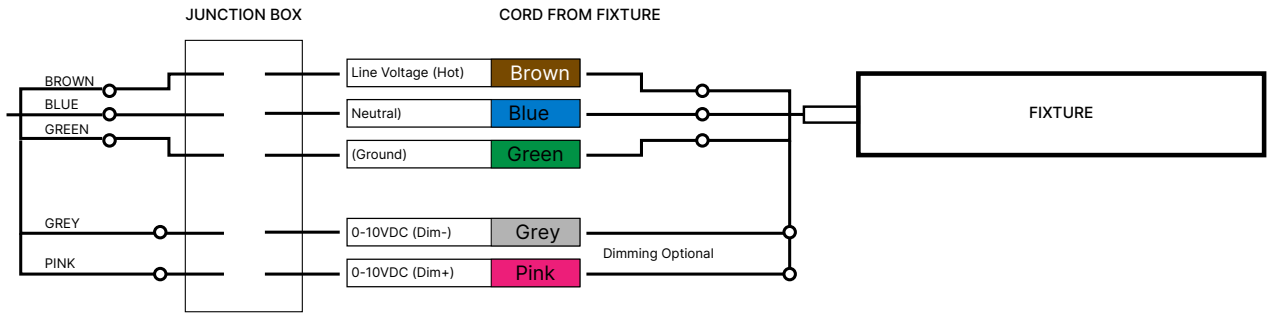 JUNCTION BOX
CORD FROM FIXTURE
BROWN
BLUE
GREEN
GREY
PINK
Line Voltage (Hot) Brown
Neutral) Blue
(Ground) Green
0-10VDC (Dim-) Grey
0-10VDC (Dim+) Pink
Dimming Optional
FIXTURE